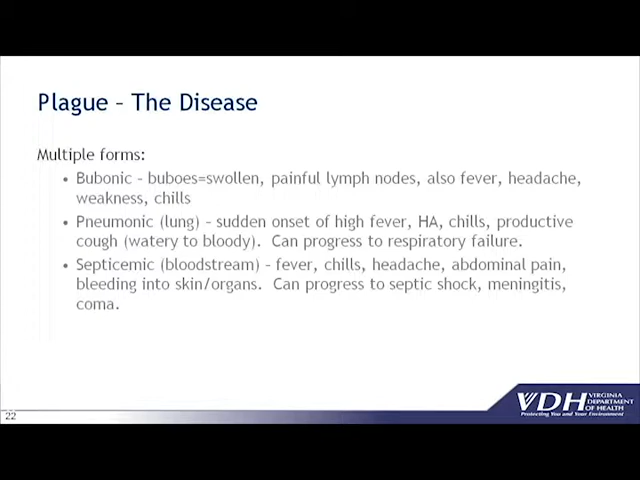 Plague – The Disease
Multiple forms:
• Bubonic – buboes=swollen, painful lymph nodes, also fever, headache,
weakness, chills
• Pneumonic (lung) – sudden onset of high fever, HA, chills, productive
cough (watery to bloody). Can progress to respiratory failure.
• Septicemic (bloodstream) – fever, chills, headache, abdominal pain,
bleeding into skin/organs. Can progress to septic shock, meningitis,
coma.
22
VDH VIRGINIA
DEPARTMENT
OF HEALTH
Protecting You and Your Environment